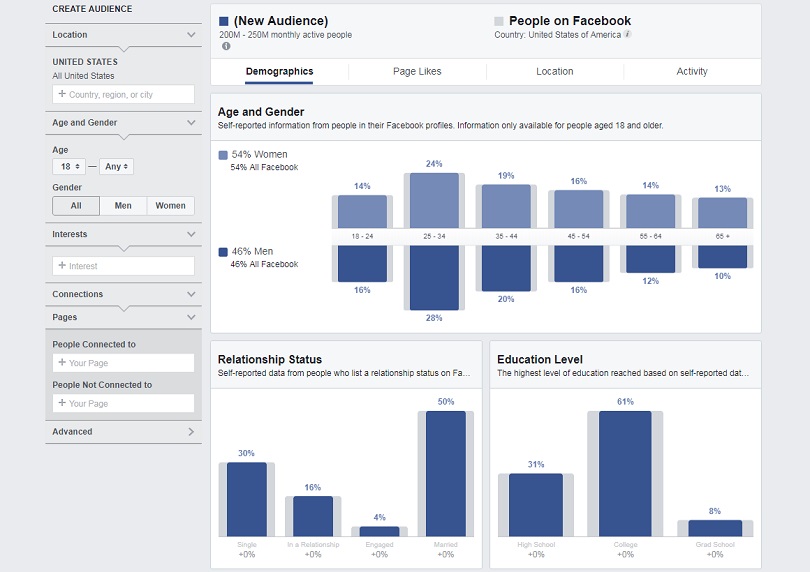 CREATE AUDIENCE
Location
UNITED STATES
All United States
+ Country, region, or city
Age and Gender
Age
18 — Any
Gender
All Men Women
Interests
+ Interest
Connections
Pages
People Connected to
+ Your Page
People Not Connected to
+ Your Page
Advanced
(New Audience)
200M - 250M monthly active people
People on Facebook
Country: United States of America
Demographics Page Likes Location Activity
Age and Gender
Self-reported information from people in their Facebook profiles. Information only available for people aged 18 and older.
54% Women
54% All Facebook
14% 24% 19% 16% 14% 13%
18 - 24 25 - 34 35 - 44 45 - 54 55 - 64 65 +
46% Men
46% All Facebook
16% 28% 20% 16% 12% 10%
Relationship Status
Self-reported data from people who list a relationship status on Fa...
30% 16% 4% 50%
Single In a Relationship Engaged Married
+0% +0% +0% +0%
Education Level
The highest level of education reached based on self-reported dat...
31% 61% 8%
High School College Grad School
+0% +0% +0%